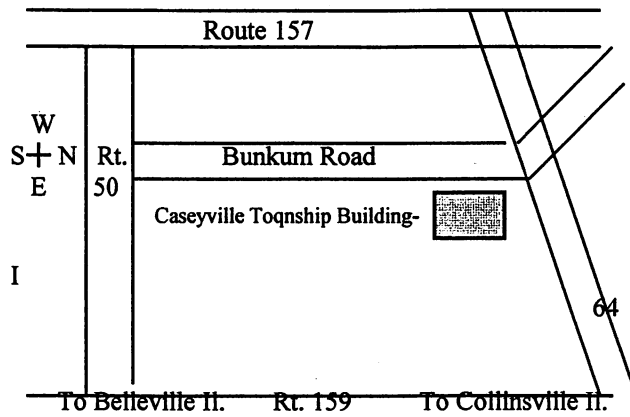 Route 157
W
S N
E
Rt.
50
Bunkum Road
Caseyville Toqnship Building-
I
64
To Belleville Il.
Rt. 159
To Collinsville Il.